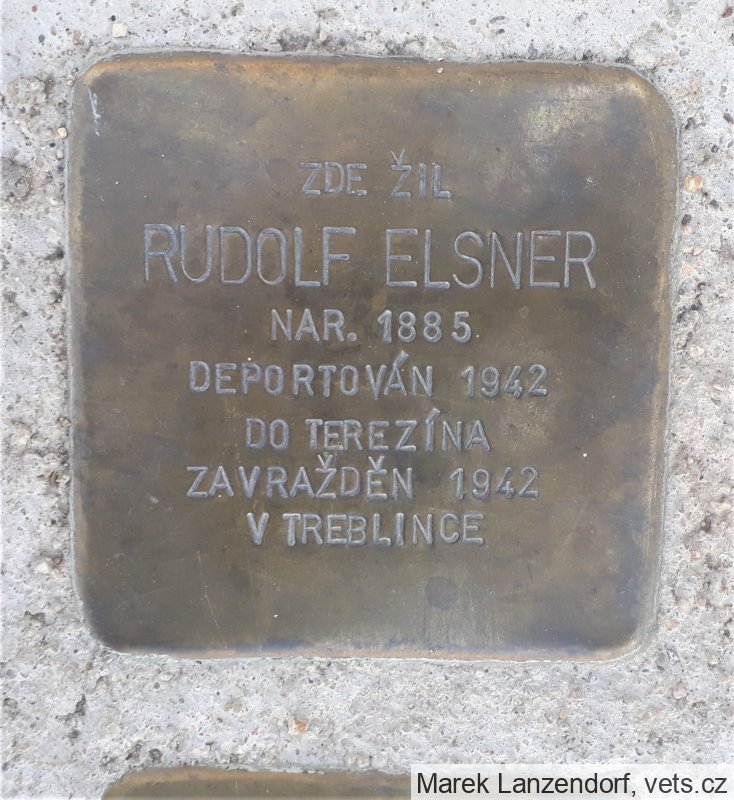 ZDE ŽIL
RUDOLF ELSNER
NAR. 1885
DEPORTOVÁN 1942
DO TEREZÍNA
ZAVRAŽDĚN 1942
V TREBLINCE
Marek Lanzendorf, vets.cz